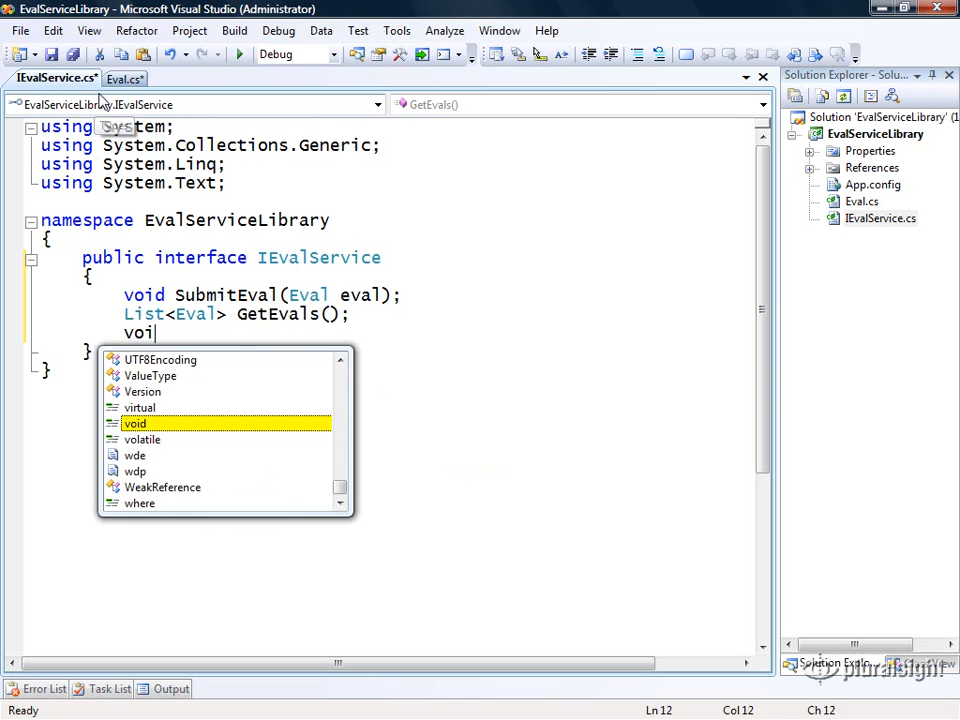 EvalServiceLibrary - Microsoft Visual Studio (Administrator)
File Edit View Refactor Project Build Debug Data Test Tools Analyze Window Help
Debug
IEvalService.cs* Eval.cs*
Solution Explorer - Solu...
EvalServiceLibrary.IEvalService GetEvals()
using System;
using System.Collections.Generic;
using System.Linq;
using System.Text;
namespace EvalServiceLibrary
{
public interface IEvalService
{
void SubmitEval(Eval eval);
List<Eval> GetEvals();
voi
}
}
UTF8Encoding
ValueType
Version
virtual
void
volatile
wde
wdp
WeakReference
where
Solution 'EvalServiceLibrary' (1
EvalServiceLibrary
Properties
References
App.config
Eval.cs
IEvalService.cs
Solution Explo...
pluralsight
Error List Task List Output
Ready Ln 12 Col 12 Ch 12